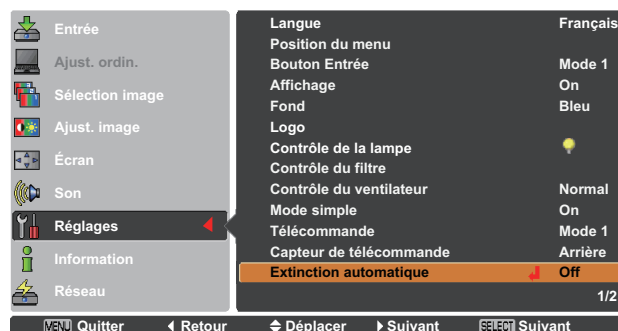 Entrée
Ajust. ordin.
Sélection image
Ajust. image
Écran
Son
Réglages
Information
Réseau
Langue Français
Position du menu
Bouton Entrée Mode 1
Affichage On
Fond Bleu
Logo
Contrôle de la lampe
Contrôle du filtre
Contrôle du ventilateur Normal
Mode simple On
Télécommande Mode 1
Capteur de télécommande Arrière
Extinction automatique Off
1/2
MENU Quitter Retour Déplacer Suivant SELECT Suivant